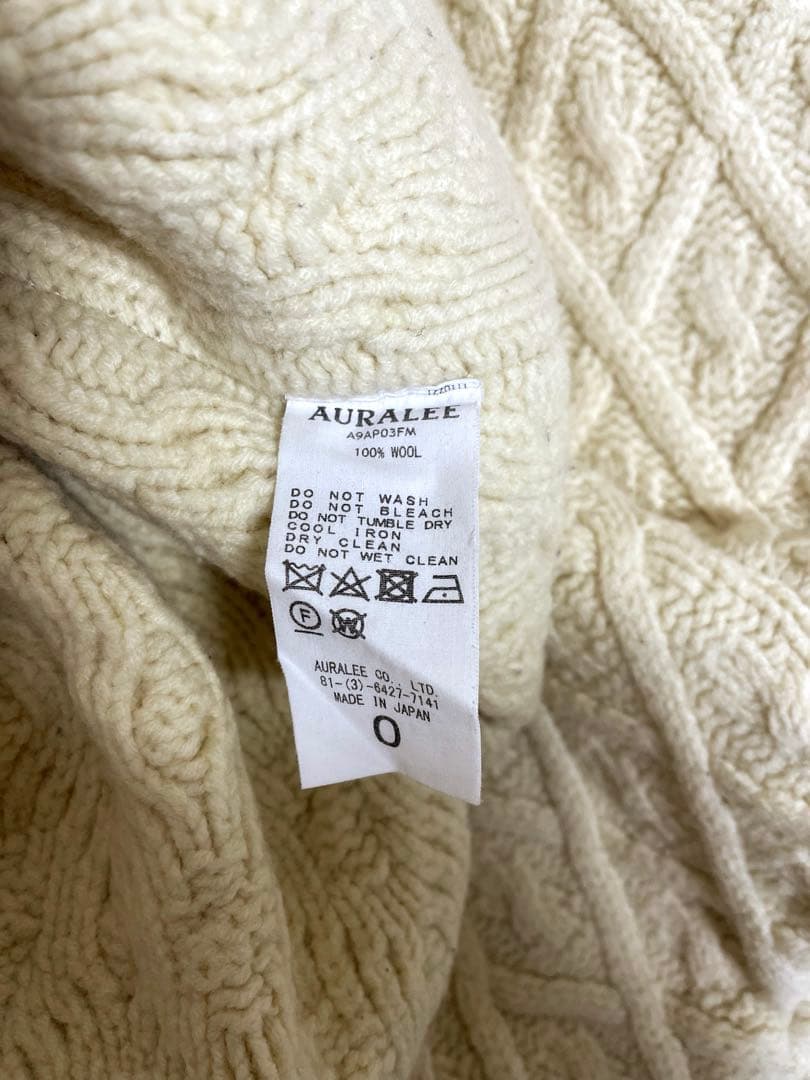 AURALEE
A9AP03FM
100% WOOL
DO NOT WASH
DO NOT BLEACH
DO NOT TUMBLE DRY
COOL IRON
DRY CLEAN
DO NOT WET CLEAN
F
W
AURALEE CO., LTD.
81-(3)-6427-7141
MADE IN JAPAN
0